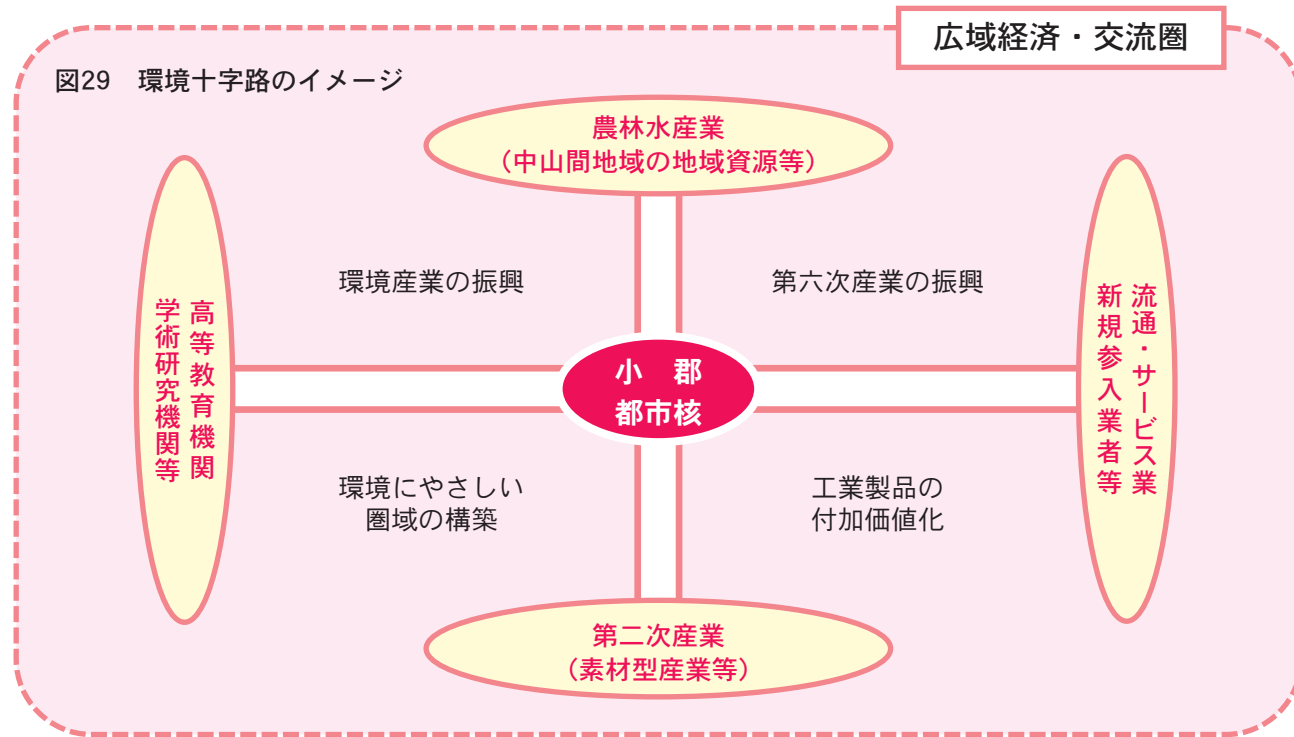 広域経済・交流圏
図29　環境十字路のイメージ
農林水産業
（中山間地域の地域資源等）
環境産業の振興
第六次産業の振興
高等教育機関
学術研究機関等
小　郡
都市核
流通・サービス業
新規参入業者等
環境にやさしい
圏域の構築
工業製品の
付加価値化
第二次産業
（素材型産業等）